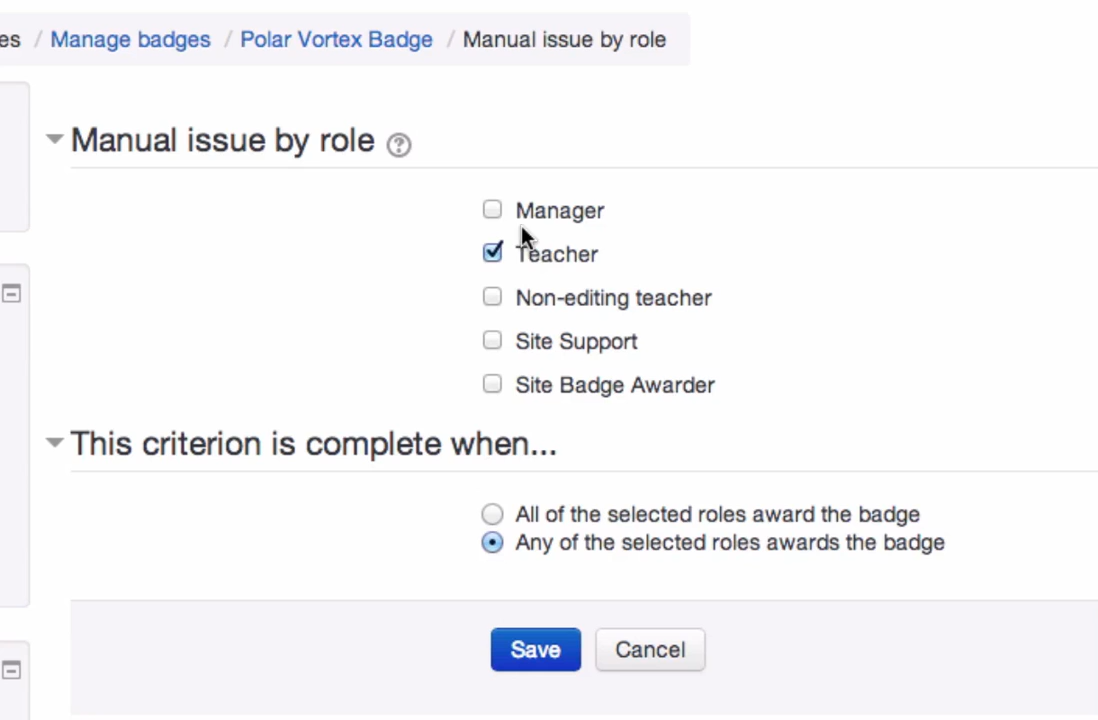 es / Manage badges / Polar Vortex Badge / Manual issue by role
Manual issue by role ?
Manager
Teacher
Non-editing teacher
Site Support
Site Badge Awarder
This criterion is complete when...
All of the selected roles award the badge
Any of the selected roles awards the badge
Save Cancel